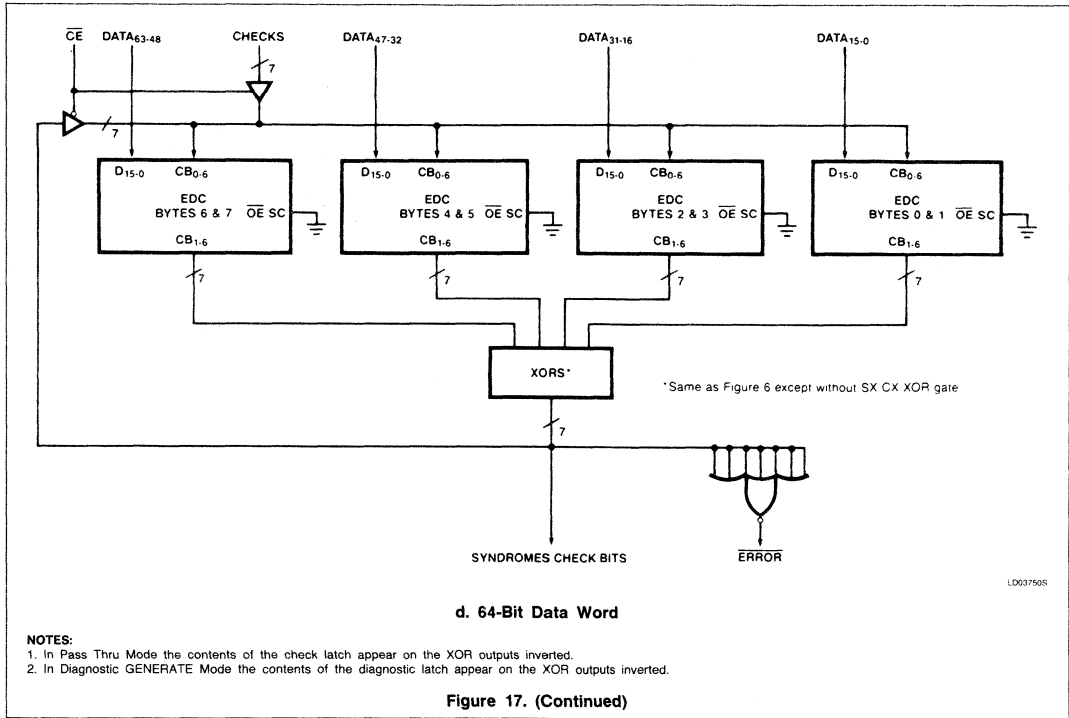 CE DATA63-48 CHECKS DATA47-32 DATA31-16 DATA15-0
7
7
D15-0 CB0-6 D15-0 CB0-6 D15-0 CB0-6 D15-0 CB0-6
EDC EDC EDC EDC
BYTES 6 & 7 OE SC BYTES 4 & 5 OE SC BYTES 2 & 3 OE SC BYTES 0 & 1 OE SC
CB1-6 CB1-6 CB1-6 CB1-6
7 7 7 7
XORS*
*Same as Figure 6 except without SX CX XOR gate
7
SYNDROMES CHECK BITS ERROR
LD03750S
d. 64-Bit Data Word
NOTES:
1. In Pass Thru Mode the contents of the check latch appear on the XOR outputs inverted.
2. In Diagnostic GENERATE Mode the contents of the diagnostic latch appear on the XOR outputs inverted.
Figure 17. (Continued)